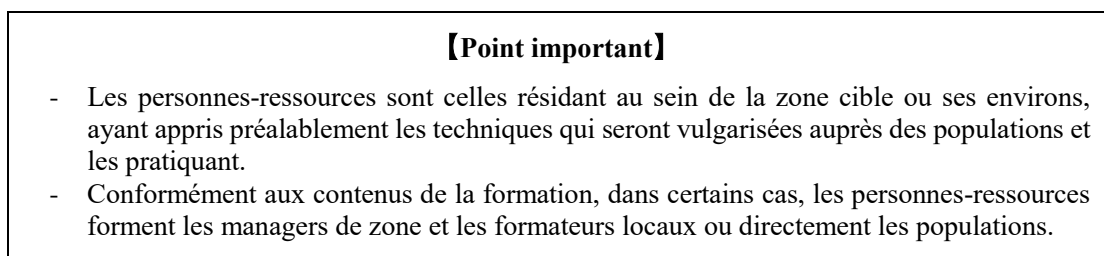 【Point important】
- Les personnes-ressources sont celles résidant au sein de la zone cible ou ses environs,
ayant appris préalablement les techniques qui seront vulgarisées auprès des populations et
les pratiquant.
- Conformément aux contenus de la formation, dans certains cas, les personnes-ressources
forment les managers de zone et les formateurs locaux ou directement les populations.